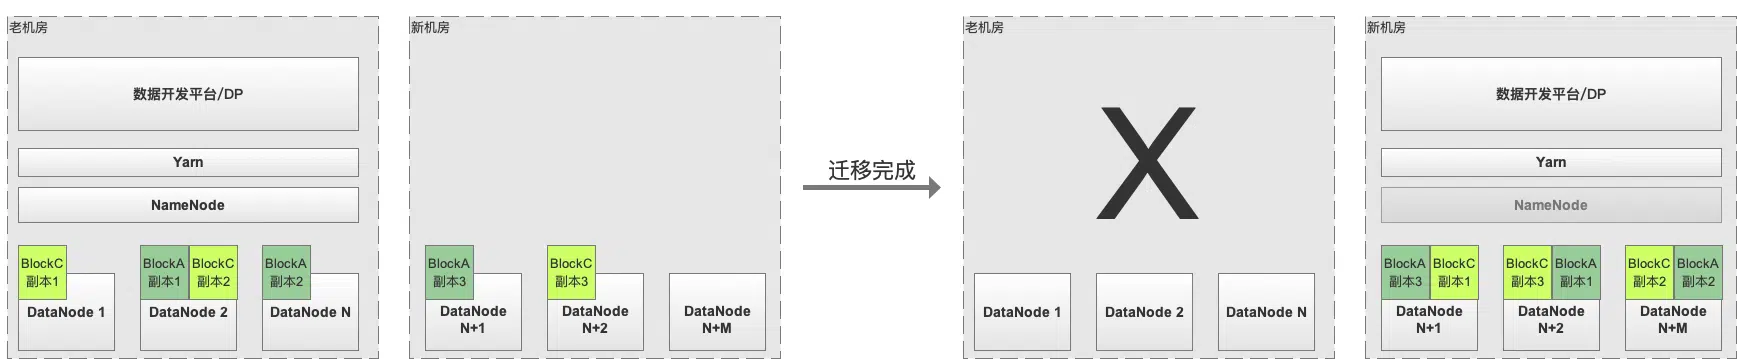 老机房
数据开发平台/DP
Yarn
NameNode
BlockC
副本1
BlockA
副本1
BlockC
副本2
BlockA
副本2
DataNode 1
DataNode 2
DataNode N
新机房
BlockA
副本3
BlockC
副本3
DataNode
N+1
DataNode
N+2
DataNode
N+M
迁移完成
老机房
X
DataNode 1
DataNode 2
DataNode N
新机房
数据开发平台/DP
Yarn
NameNode
BlockA
副本3
BlockC
副本1
BlockC
副本3
BlockA
副本1
BlockC
副本2
BlockA
副本2
DataNode
N+1
DataNode
N+2
DataNode
N+M